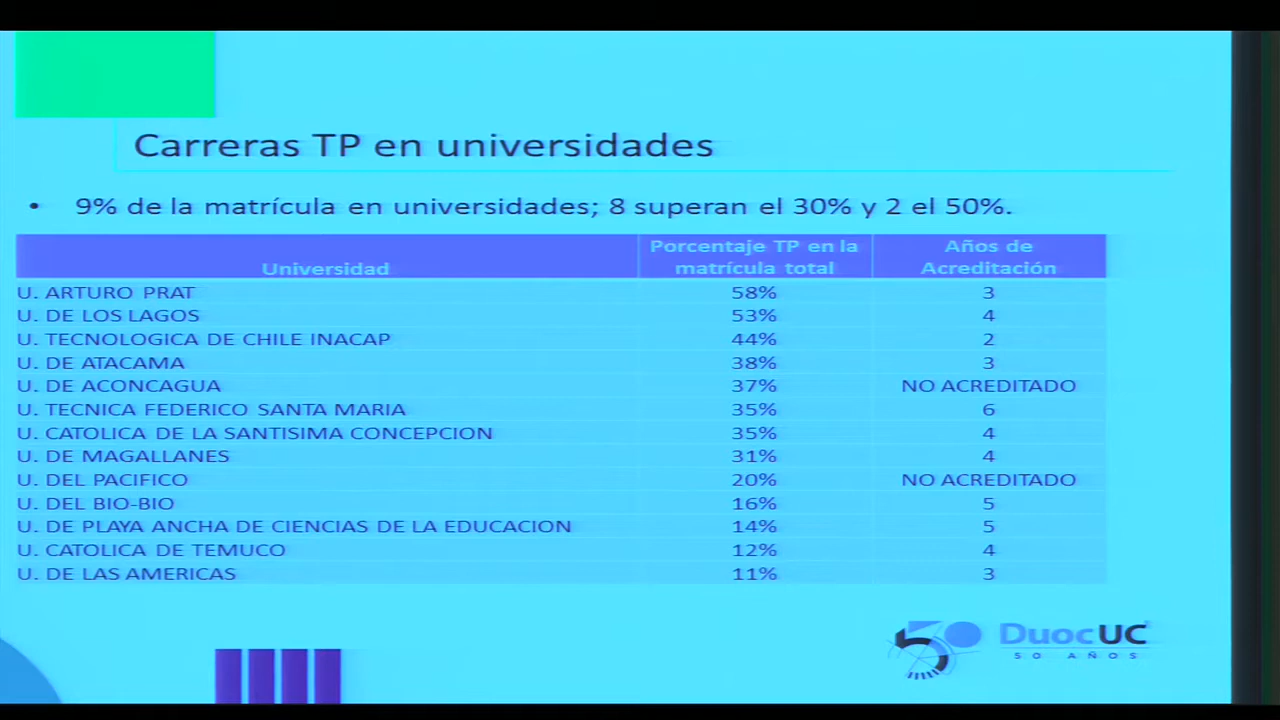 Carreras TP en universidades
• 9% de la matrícula en universidades; 8 superan el 30% y 2 el 50%.
Universidad Porcentaje TP en la matrícula total Años de Acreditación
U. ARTURO PRAT 58% 3
U. DE LOS LAGOS 53% 4
U. TECNOLOGICA DE CHILE INACAP 44% 2
U. DE ATACAMA 38% 3
U. DE ACONCAGUA 37% NO ACREDITADO
U. TECNICA FEDERICO SANTA MARIA 35% 6
U. CATOLICA DE LA SANTISIMA CONCEPCION 35% 4
U. DE MAGALLANES 31% 4
U. DEL PACIFICO 20% NO ACREDITADO
U. DEL BIO-BIO 16% 5
U. DE PLAYA ANCHA DE CIENCIAS DE LA EDUCACION 14% 5
U. CATOLICA DE TEMUCO 12% 4
U. DE LAS AMERICAS 11% 3
50 DuocUC
50 AÑOS